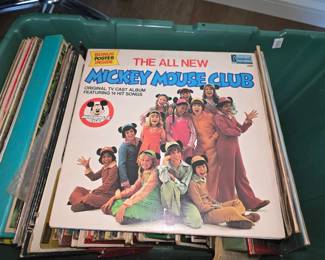 BONUS
POSTER
INSIDE
THE ALL NEW
MICKEY MOUSE CLUB
ORIGINAL TV CAST ALBUM
FEATURING 14 HIT SONGS